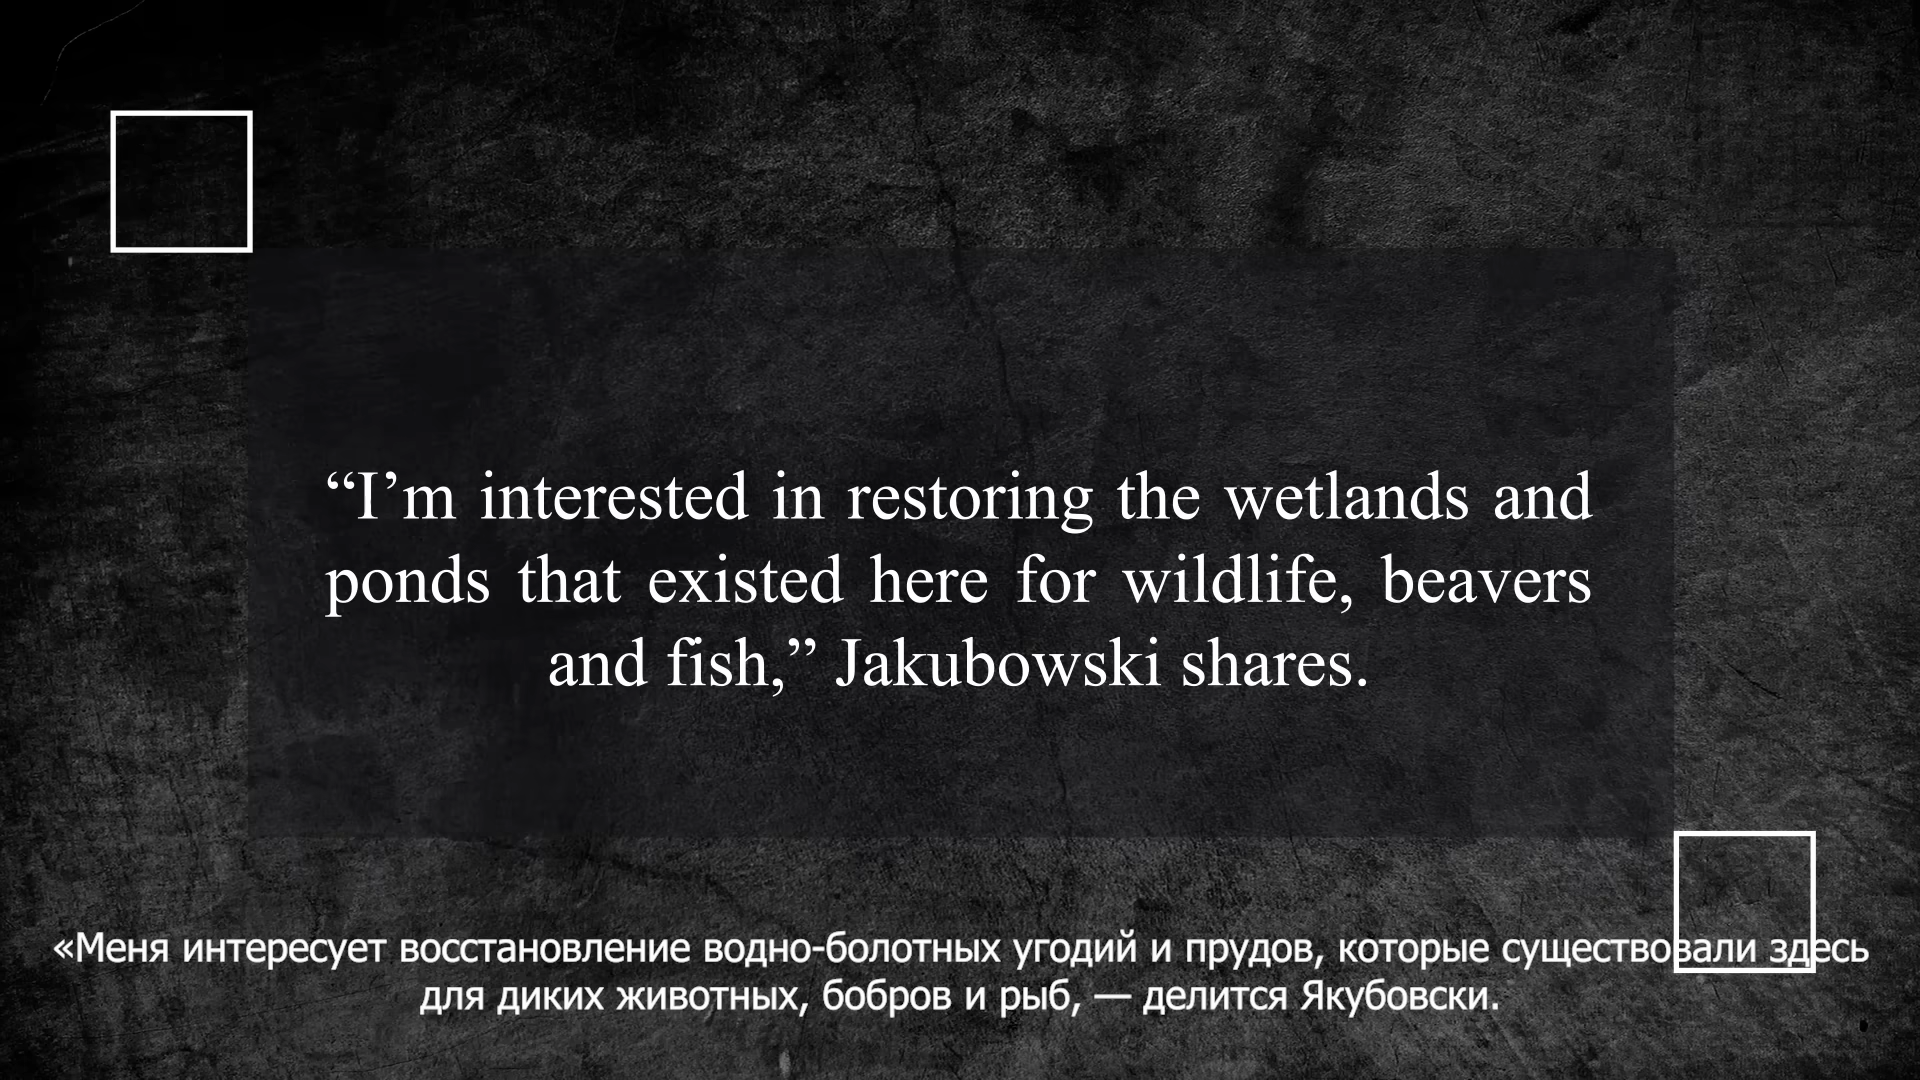 “I’m interested in restoring the wetlands and
ponds that existed here for wildlife, beavers
and fish,” Jakubowski shares.
«Меня интересует восстановление водно-болотных угодий и прудов, которые существовали здесь
для диких животных, бобров и рыб, — делится Якубовски.